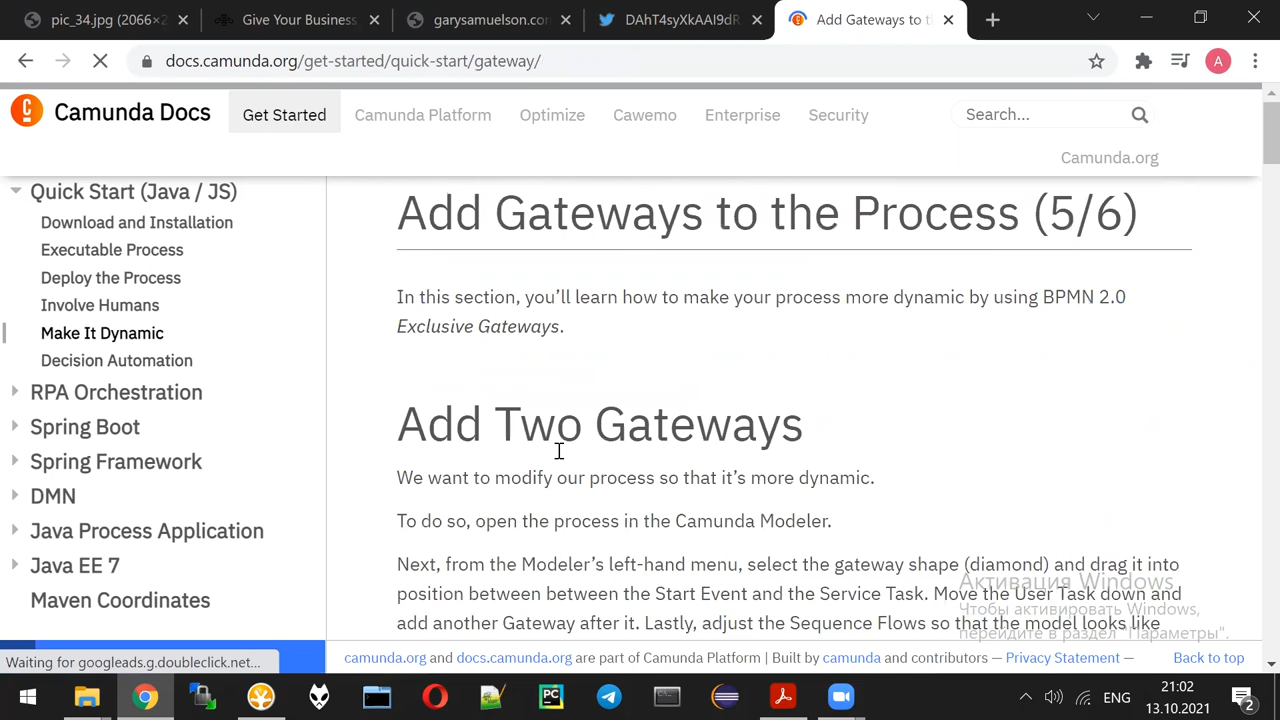 pic_34.jpg (2066×2
Give Your Business
garysamuelson.co
DAhT4syXkAAI9dR
Add Gateways to t
docs.camunda.org/get-started/quick-start/gateway/
A
Camunda Docs
Get Started
Camunda Platform
Optimize
Cawemo
Enterprise
Security
Search...
Camunda.org
Quick Start (Java / JS)
Download and Installation
Executable Process
Deploy the Process
Involve Humans
Make It Dynamic
Decision Automation
RPA Orchestration
Spring Boot
Spring Framework
DMN
Java Process Application
Java EE 7
Maven Coordinates
Add Gateways to the Process (5/6)
In this section, you’ll learn how to make your process more dynamic by using BPMN 2.0
Exclusive Gateways.
Add Two Gateways
We want to modify our process so that it’s more dynamic.
To do so, open the process in the Camunda Modeler.
Next, from the Modeler’s left-hand menu, select the gateway shape (diamond) and drag it into
position between between the Start Event and the Service Task. Move the User Task down and
add another Gateway after it. Lastly, adjust the Sequence Flows so that the model looks like
Активация Windows
Чтобы активировать Windows,
перейдите в раздел "Параметры".
Waiting for googleads.g.doubleclick.net...
camunda.org and docs.camunda.org are part of Camunda Platform | Built by camunda and contributors — Privacy Statement —
Back to top
PC
ENG
21:02
13.10.2021
2